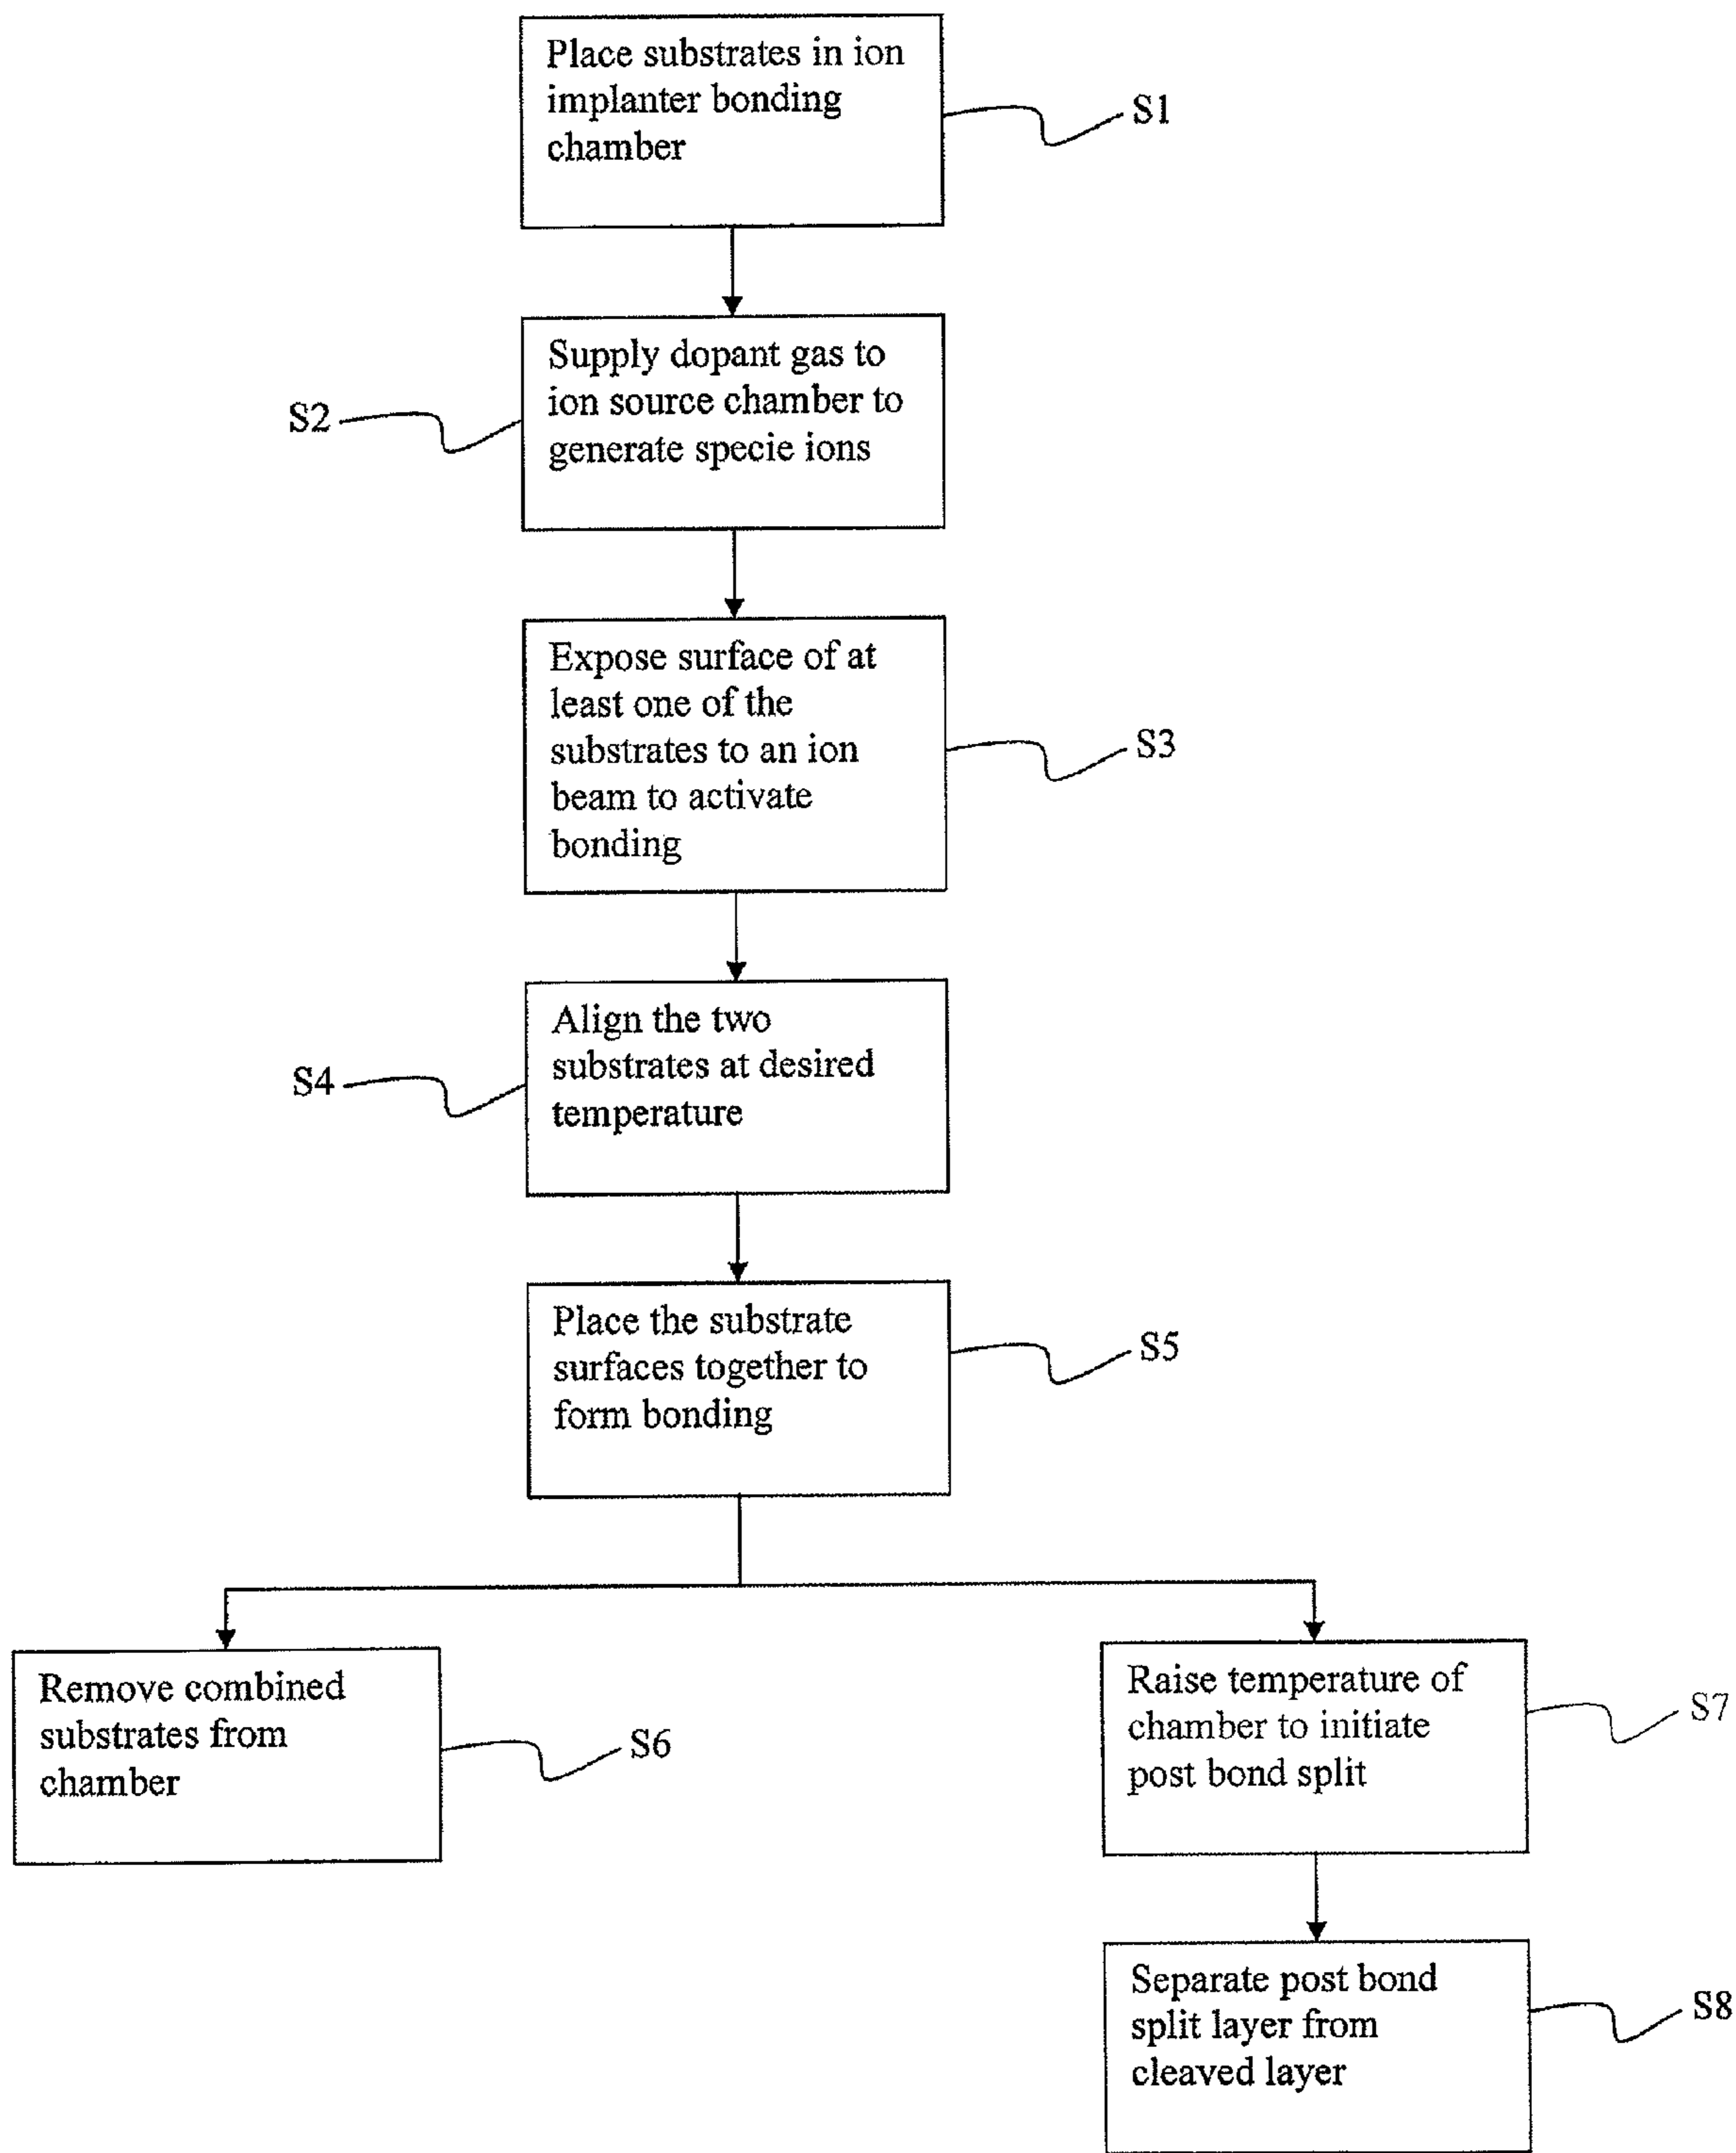 Place substrates in ion
implanter bonding
chamber
S1
Supply dopant gas to
ion source chamber to
generate specie ions
S2
Expose surface of at
least one of the
substrates to an ion
beam to activate
bonding
S3
Align the two
substrates at desired
temperature
S4
Place the substrate
surfaces together to
form bonding
S5
Remove combined
substrates from
chamber
S6
Raise temperature of
chamber to initiate
post bond split
S7
Separate post bond
split layer from
cleaved layer
S8